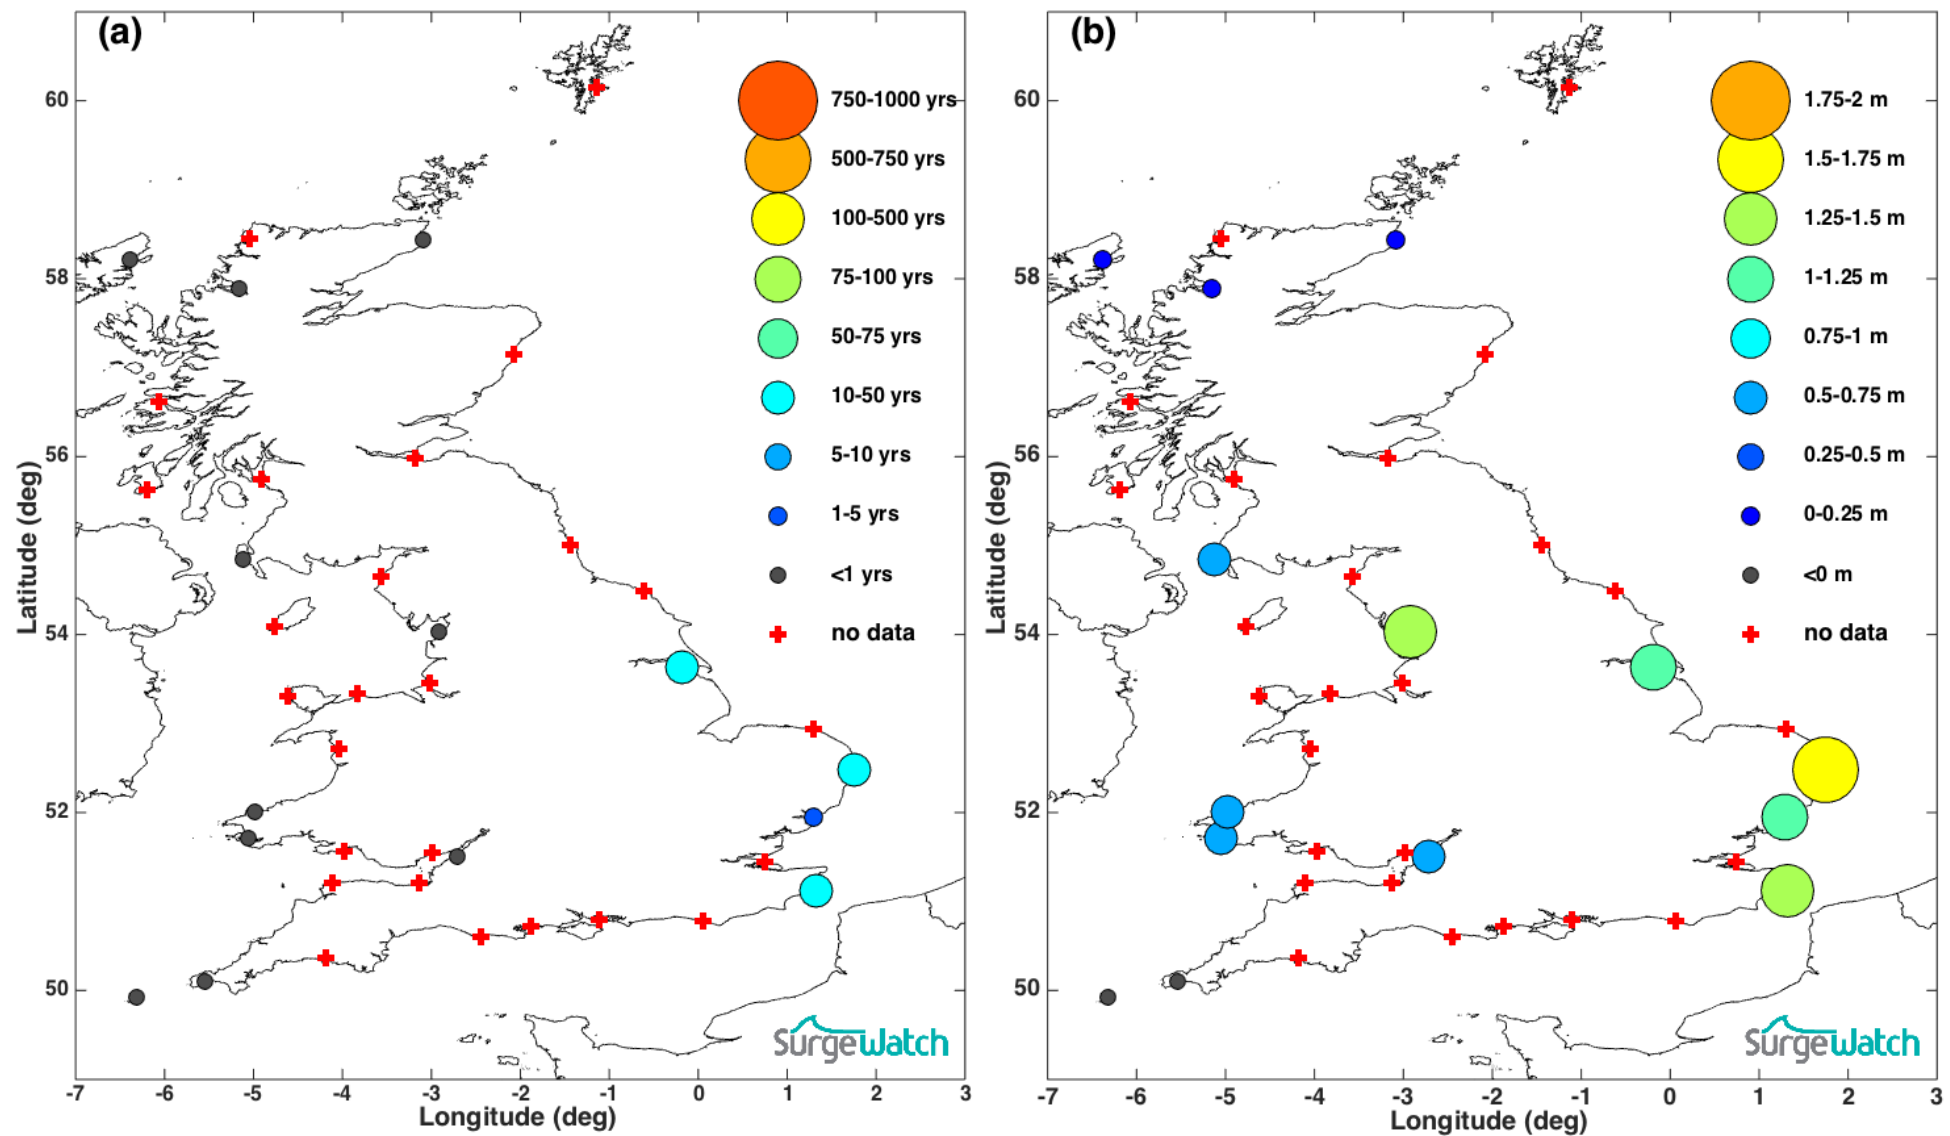 (a)
750-1000 yrs
500-750 yrs
100-500 yrs
75-100 yrs
50-75 yrs
10-50 yrs
5-10 yrs
1-5 yrs
<1 yrs
no data
60
58
56
54
52
50
Latitude (deg)
-7 -6 -5 -4 -3 -2 -1 0 1 2 3
Longitude (deg)
SurgeWatch
(b)
1.75-2 m
1.5-1.75 m
1.25-1.5 m
1-1.25 m
0.75-1 m
0.5-0.75 m
0.25-0.5 m
0-0.25 m
<0 m
no data
60
58
56
54
52
50
Latitude (deg)
-7 -6 -5 -4 -3 -2 -1 0 1 2 3
Longitude (deg)
SurgeWatch